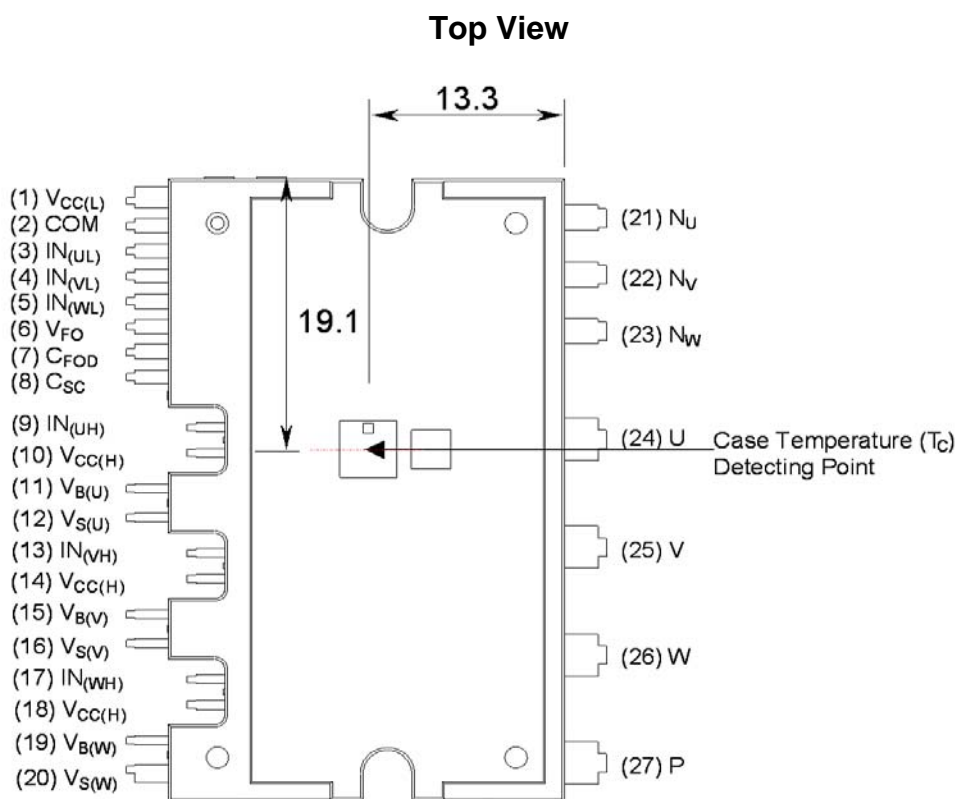 Top View
13.3
19.1
(1) VCC(L)
(2) COM
(3) IN(UL)
(4) IN(VL)
(5) IN(WL)
(6) VFO
(7) CFOD
(8) CSC
(9) IN(UH)
(10) VCC(H)
(11) VB(U)
(12) VS(U)
(13) IN(VH)
(14) VCC(H)
(15) VB(V)
(16) VS(V)
(17) IN(WH)
(18) VCC(H)
(19) VB(W)
(20) VS(W)
(21) NU
(22) NV
(23) NW
(24) U
(25) V
(26) W
(27) P
Case Temperature (TC)
Detecting Point